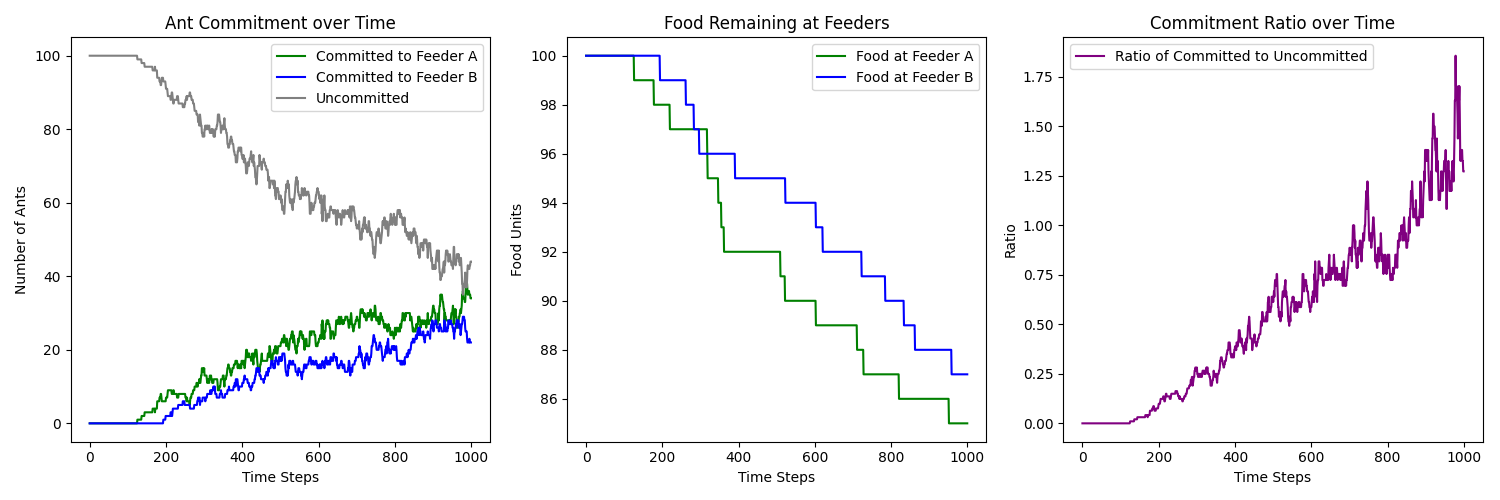 Ant Commitment over Time
Number of Ants
100
80
60
40
20
0
Committed to Feeder A
Committed to Feeder B
Uncommitted
0 200 400 600 800 1000
Time Steps
Food Remaining at Feeders
Food Units
100
98
96
94
92
90
88
86
Food at Feeder A
Food at Feeder B
0 200 400 600 800 1000
Time Steps
Commitment Ratio over Time
Ratio
1.75
1.50
1.25
1.00
0.75
0.50
0.25
0.00
Ratio of Committed to Uncommitted
0 200 400 600 800 1000
Time Steps